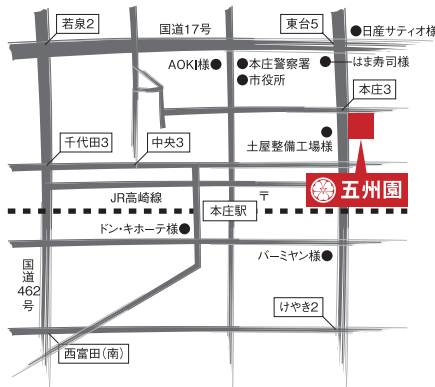 若泉2
国道17号
東台5
日産サティオ様
AOKI様
本庄警察署
市役所
はま寿司様
本庄3
千代田3
中央3
土屋整備工場様
五州園
JR高崎線
本庄駅
〒
ドン・キホーテ様
バーミヤン様
国道462号
けやき2
西富田(南)